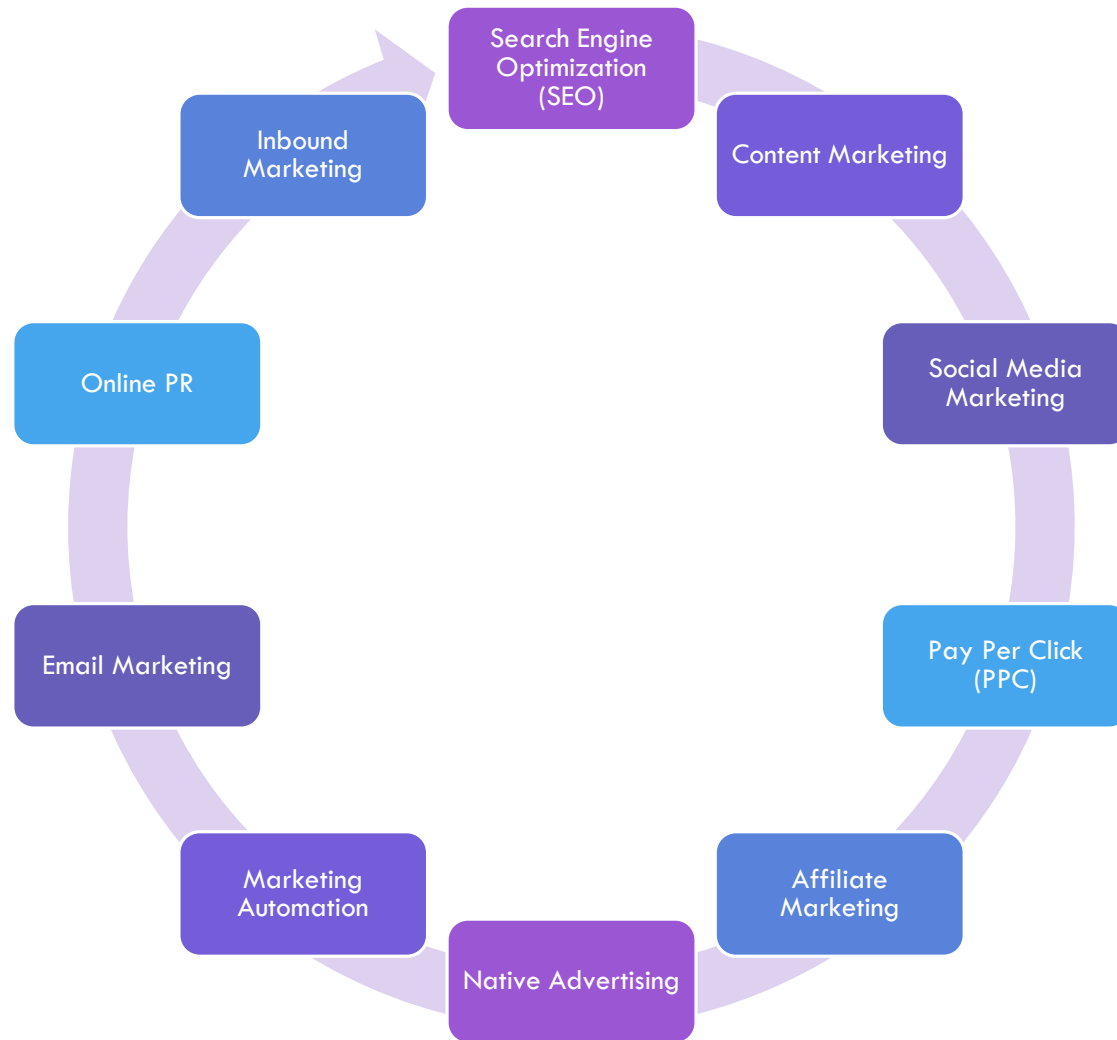 Search Engine
Optimization
(SEO)
Content Marketing
Social Media
Marketing
Pay Per Click
(PPC)
Affiliate
Marketing
Native Advertising
Marketing
Automation
Email Marketing
Online PR
Inbound
Marketing